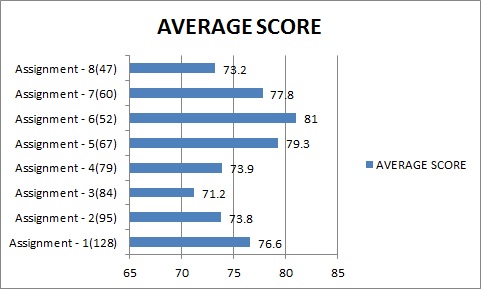 AVERAGE SCORE
Assignment - 8(47) 73.2
Assignment - 7(60) 77.8
Assignment - 6(52) 81
Assignment - 5(67) 79.3
Assignment - 4(79) 73.9
Assignment - 3(84) 71.2
Assignment - 2(95) 73.8
Assignment - 1(128) 76.6
65 70 75 80 85
AVERAGE SCORE